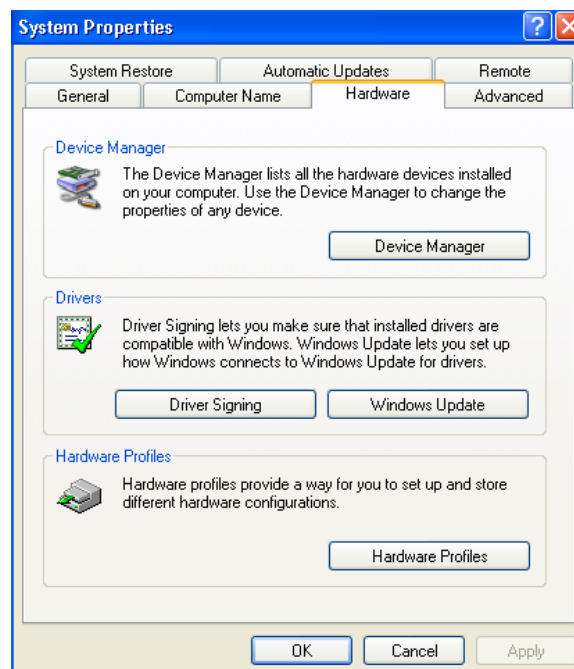 System Properties
System Restore Automatic Updates Remote
General Computer Name Hardware Advanced
Device Manager
The Device Manager lists all the hardware devices installed
on your computer. Use the Device Manager to change the
properties of any device.
Device Manager
Drivers
Driver Signing lets you make sure that installed drivers are
compatible with Windows. Windows Update lets you set up
how Windows connects to Windows Update for drivers.
Driver Signing Windows Update
Hardware Profiles
Hardware profiles provide a way for you to set up and store
different hardware configurations.
Hardware Profiles
OK Cancel Apply